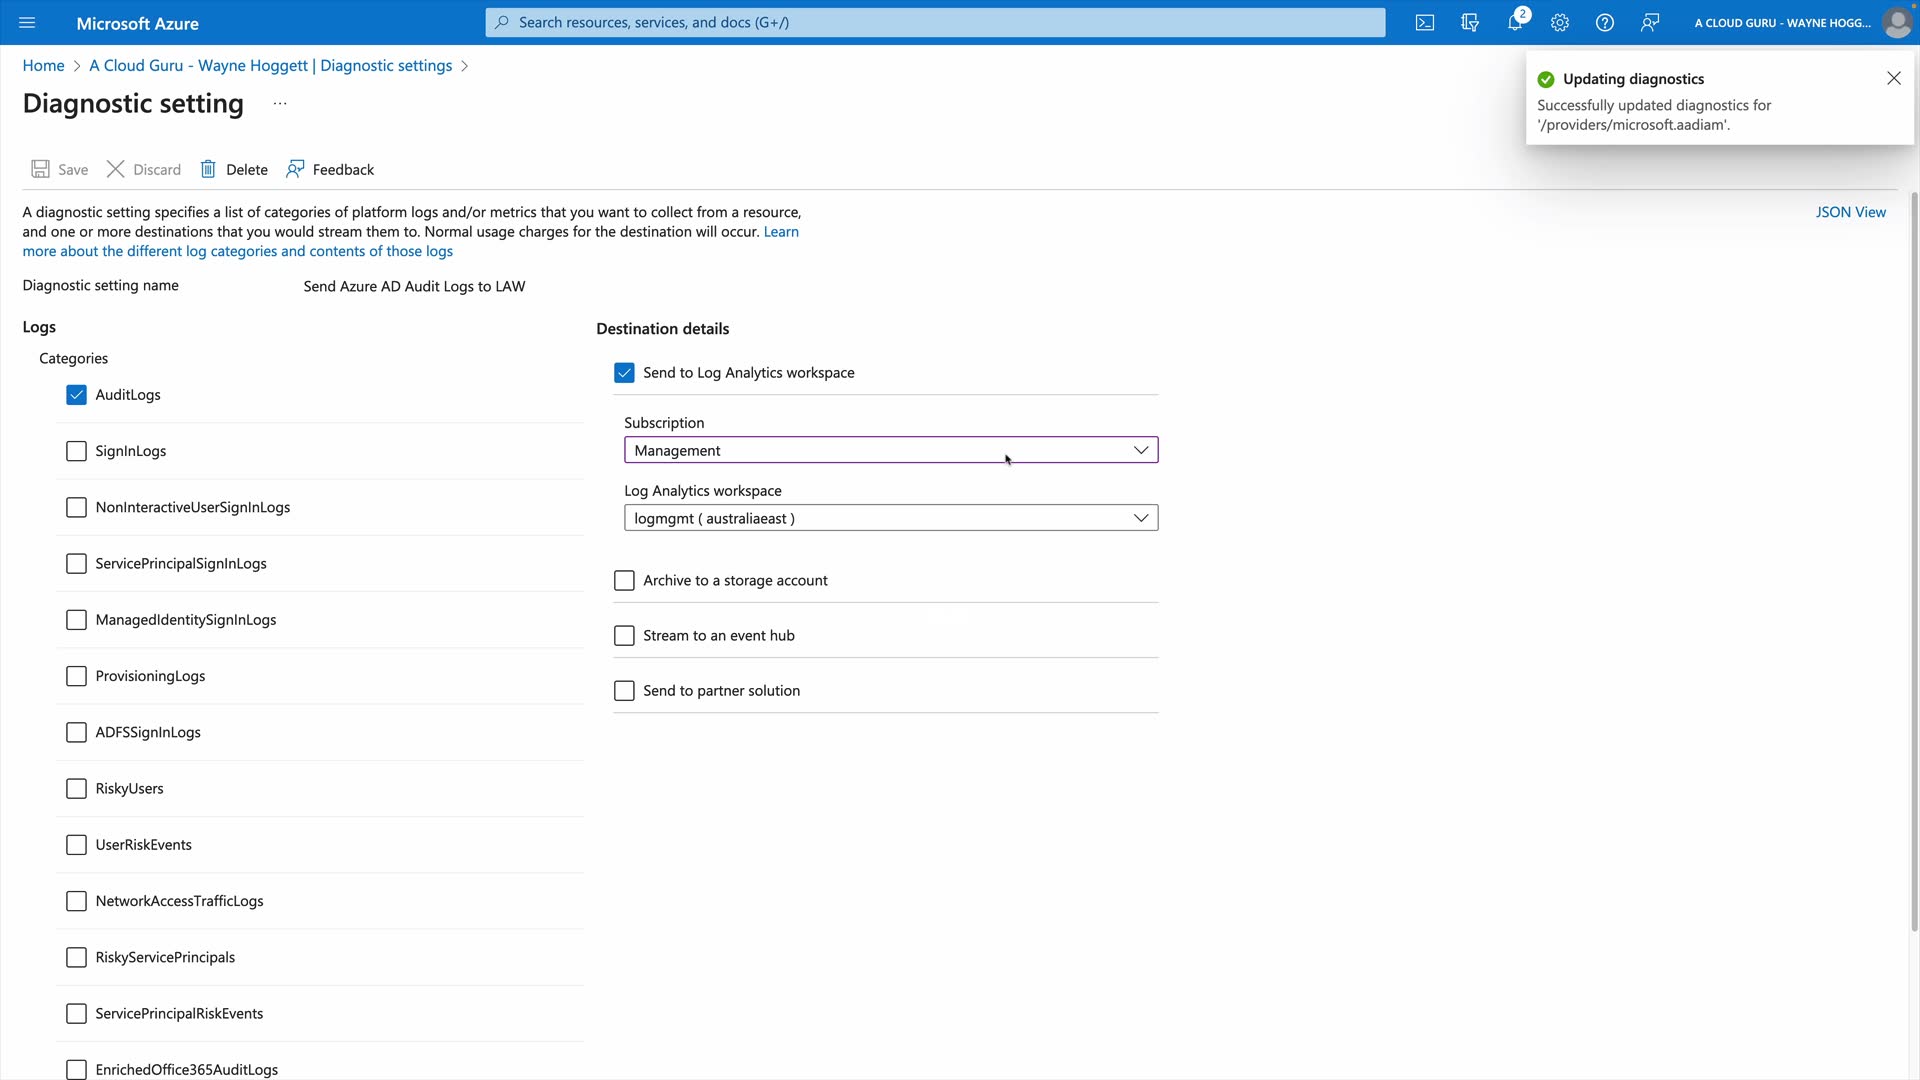 Microsoft Azure
Search resources, services, and docs (G+/)
2
A CLOUD GURU - WAYNE HOGG...
Home > A Cloud Guru - Wayne Hoggett | Diagnostic settings >
Diagnostic setting ...
Updating diagnostics
Successfully updated diagnostics for
'/providers/microsoft.aadiam'.
Save
Discard
Delete
Feedback
A diagnostic setting specifies a list of categories of platform logs and/or metrics that you want to collect from a resource,
and one or more destinations that you would stream them to. Normal usage charges for the destination will occur. Learn
more about the different log categories and contents of those logs
JSON View
Diagnostic setting name
Send Azure AD Audit Logs to LAW
Logs
Categories
AuditLogs
SignInLogs
NonInteractiveUserSignInLogs
ServicePrincipalSignInLogs
ManagedIdentitySignInLogs
ProvisioningLogs
ADFSSignInLogs
RiskyUsers
UserRiskEvents
NetworkAccessTrafficLogs
RiskyServicePrincipals
ServicePrincipalRiskEvents
EnrichedOffice365AuditLogs
Destination details
Send to Log Analytics workspace
Subscription
Management
Log Analytics workspace
logmgmt ( australiaeast )
Archive to a storage account
Stream to an event hub
Send to partner solution